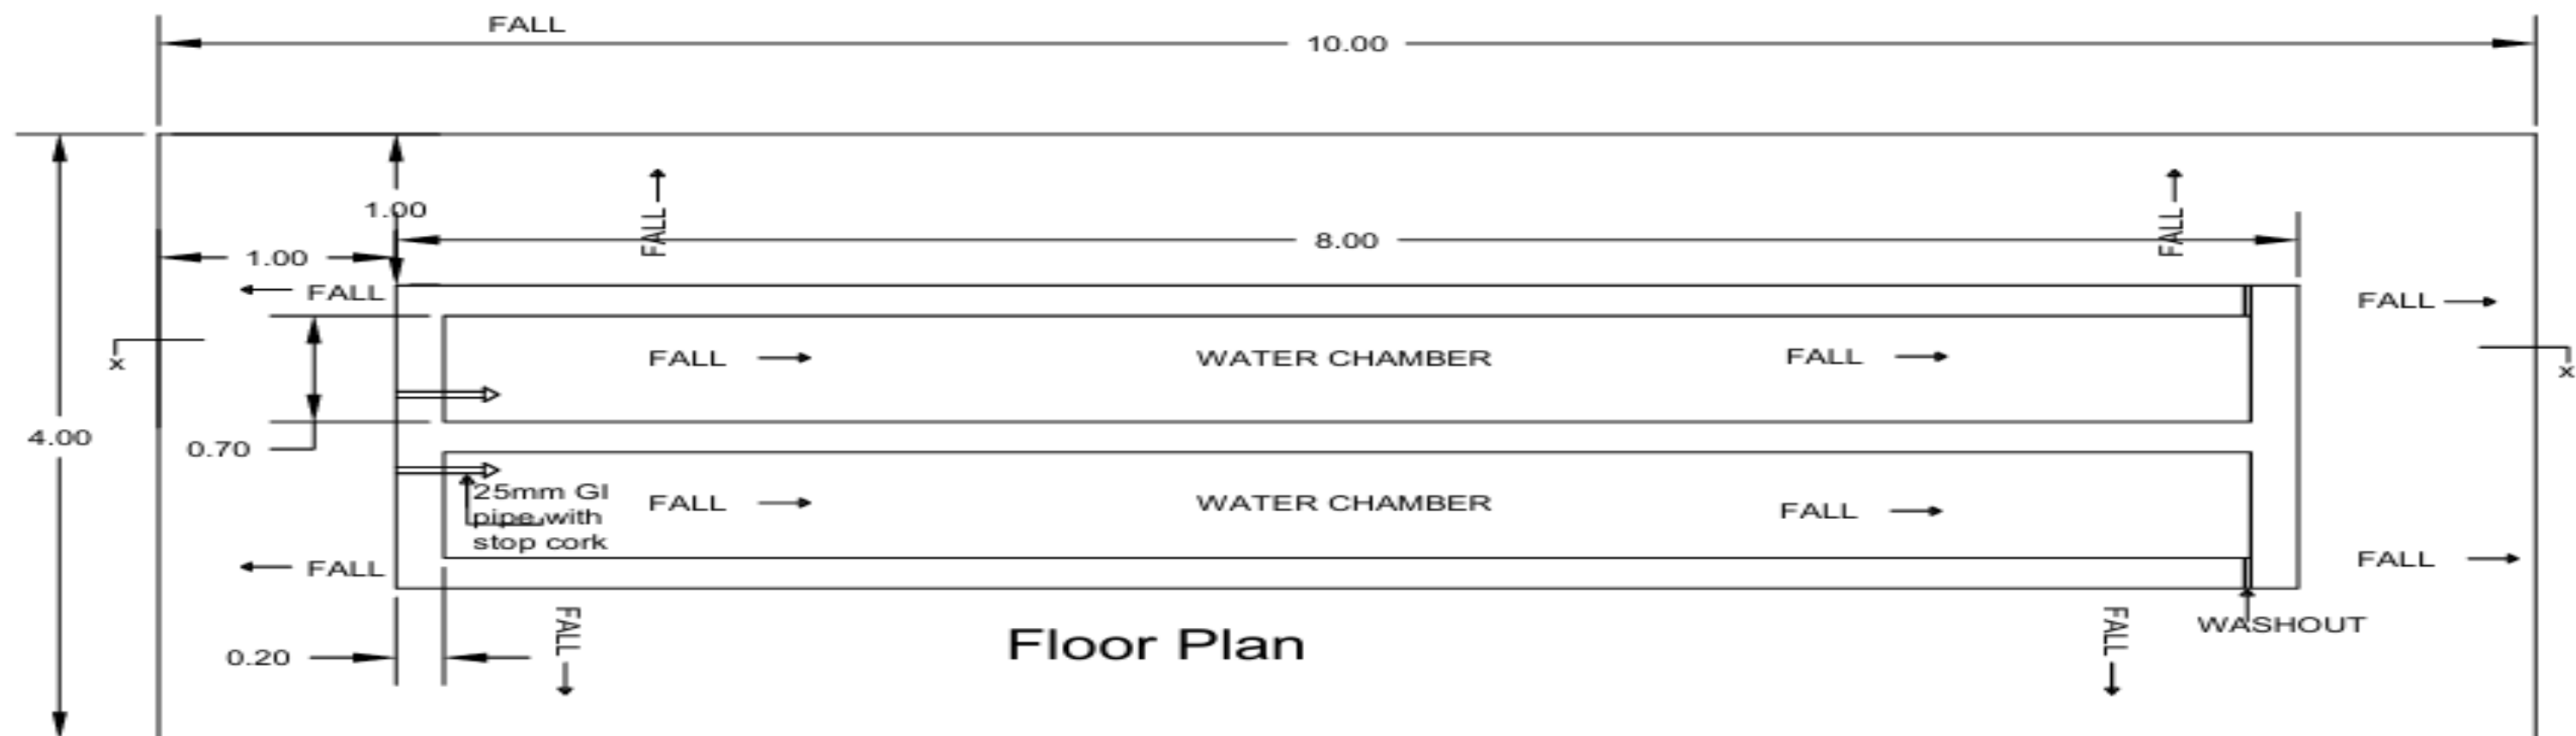 FALL
10.00
1.00
FALL
FALL
8.00
1.00
FALL
FALL
x
FALL
WATER CHAMBER
FALL
x
4.00
0.70
25mm GI
pipe with
stop cork
FALL
WATER CHAMBER
FALL
FALL
FALL
FALL
FALL
WASHOUT
Floor Plan
0.20